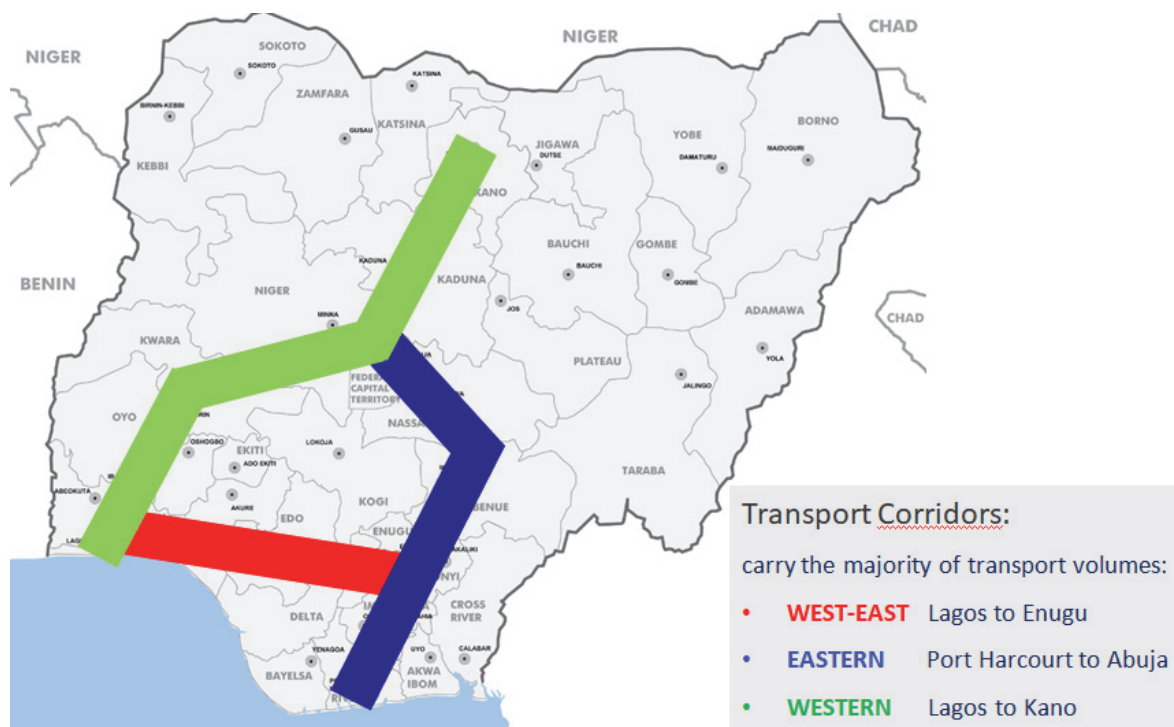 NIGER
NIGER
CHAD
SOKOTO
SOKOTO
KATSINA
ZAMFARA
BIRNIN-KEBBI
KATSINA
GUSAU
BORNO
YOBE
JIGAWA
DUTSE
DAMATURU
MAIDUGURI
KEBBI
KANO
BAUCHI
GOMBE
KADUNA
BAUCHI
KADUNA
GOMBE
BENIN
NIGER
ADAMAWA
JOS
MINNA
CHAD
KWARA
YOLA
PLATEAU
FEDERAL
CAPITAL
TERRITORY
JALINGO
OYO
NASSA
OSHOGBO
EKITI
LOKOJA
ADO EKITI
TARABA
ABEOKUTA
AKURE
KOGI
EDO
ENUGU
DELTA
CROSS
RIVER
YENAGOA
UYO
CALABAR
BAYELSA
AKWA
IBOM
Transport Corridors:
carry the majority of transport volumes:
• WEST-EAST Lagos to Enugu
• EASTERN Port Harcourt to Abuja
• WESTERN Lagos to Kano